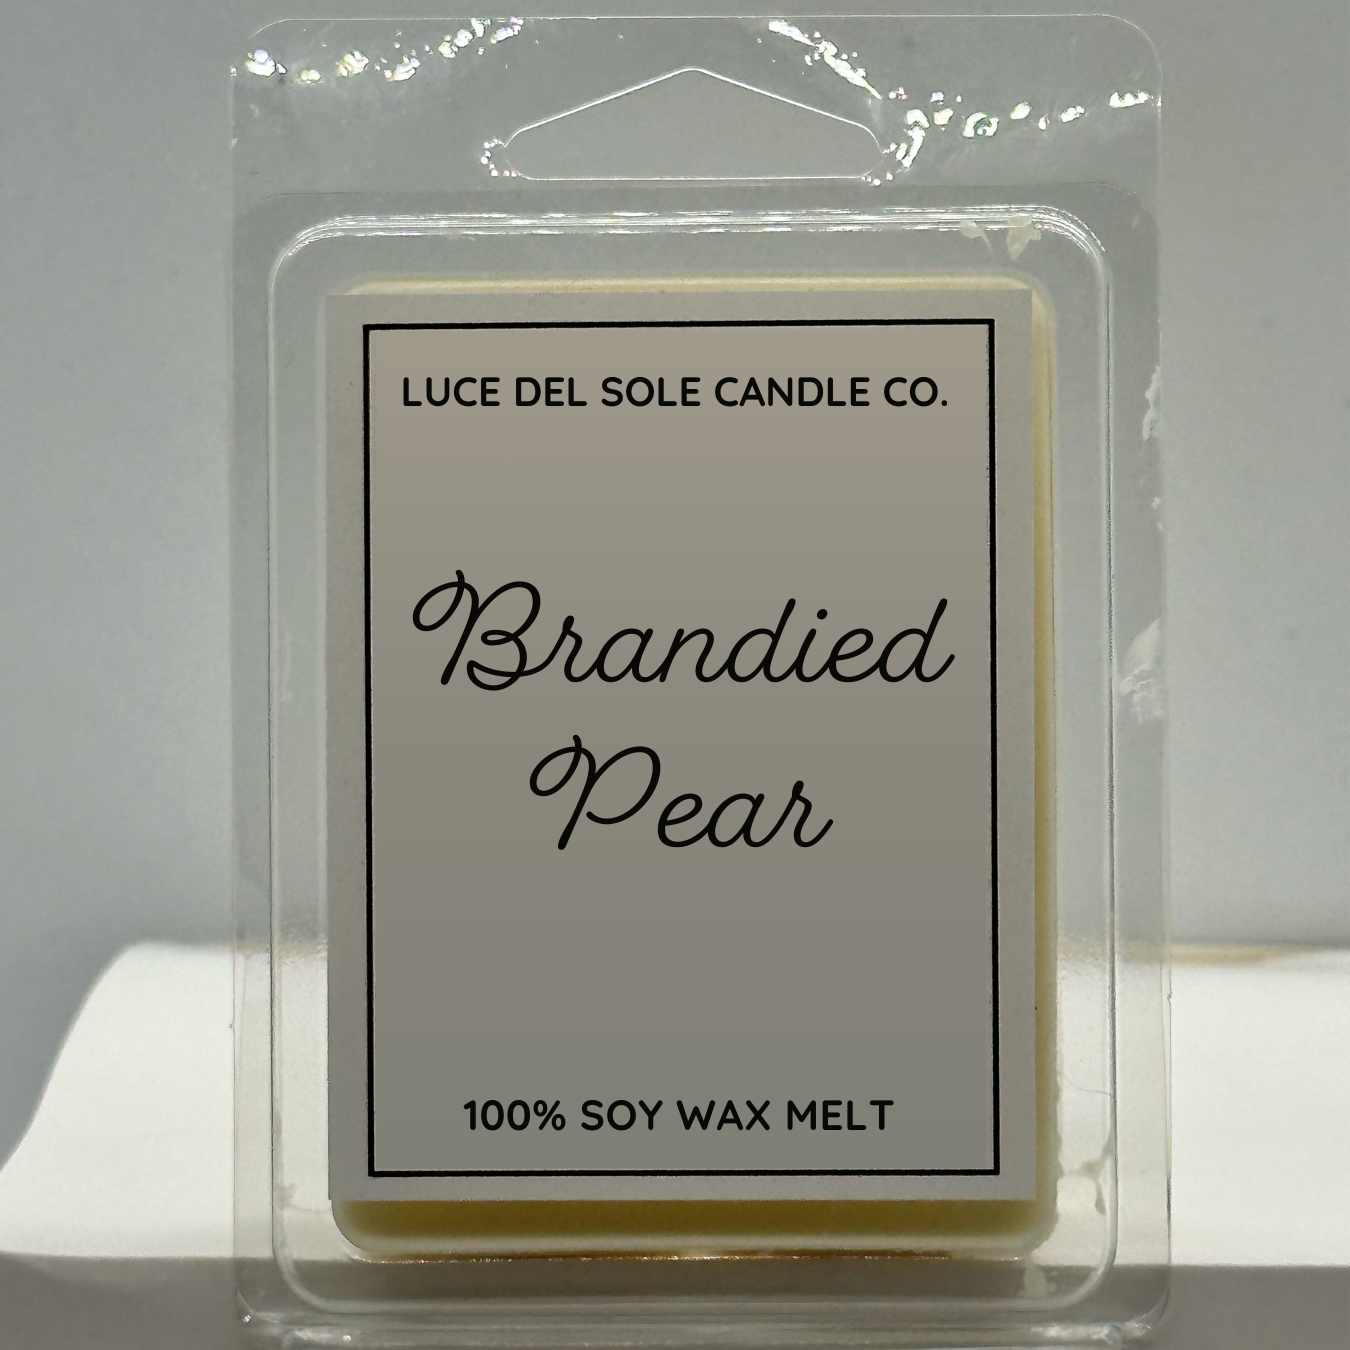 LUCE DEL SOLE CANDLE CO.
Brandied
Pear
100% SOY WAX MELT